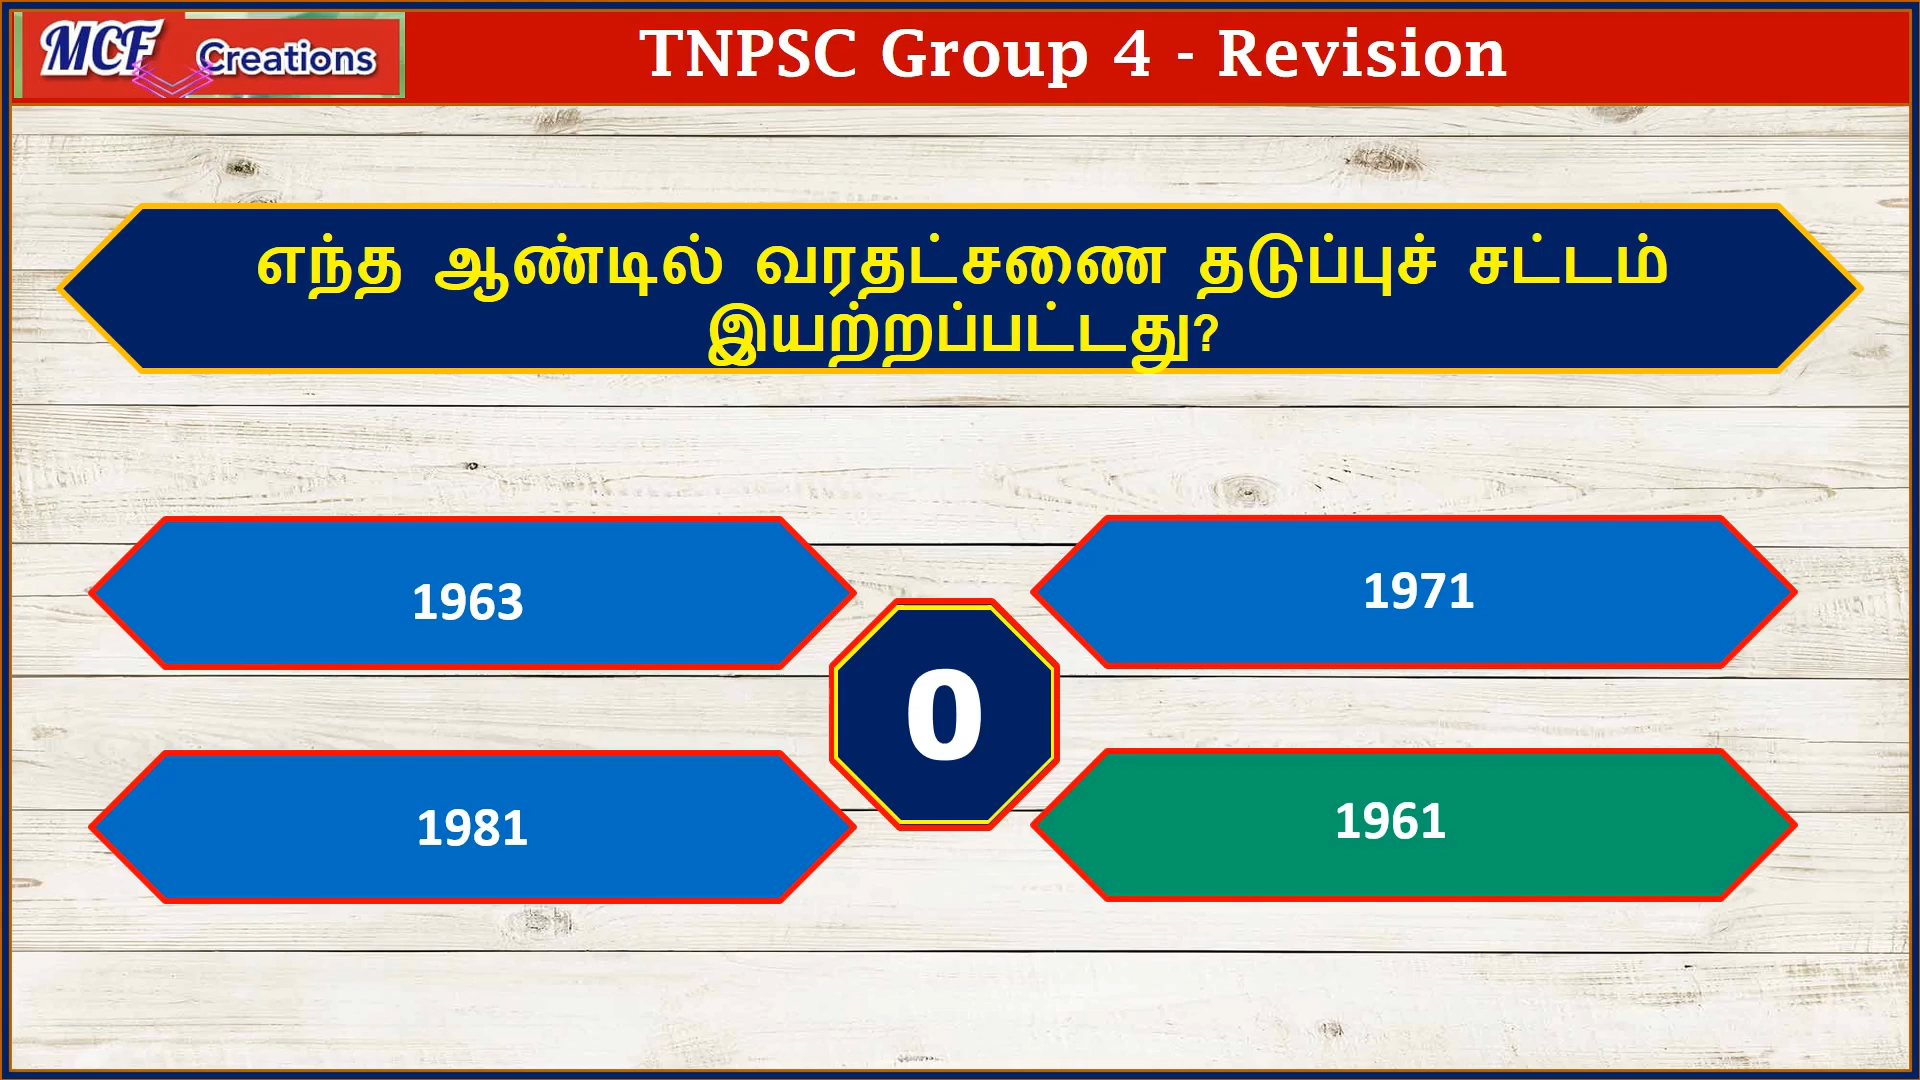 MCF Creations
TNPSC Group 4 - Revision
எந்த ஆண்டில் வரதட்சணை தடுப்புச் சட்டம்
இயற்றப்பட்டது?
1963
1971
0
1981
1961